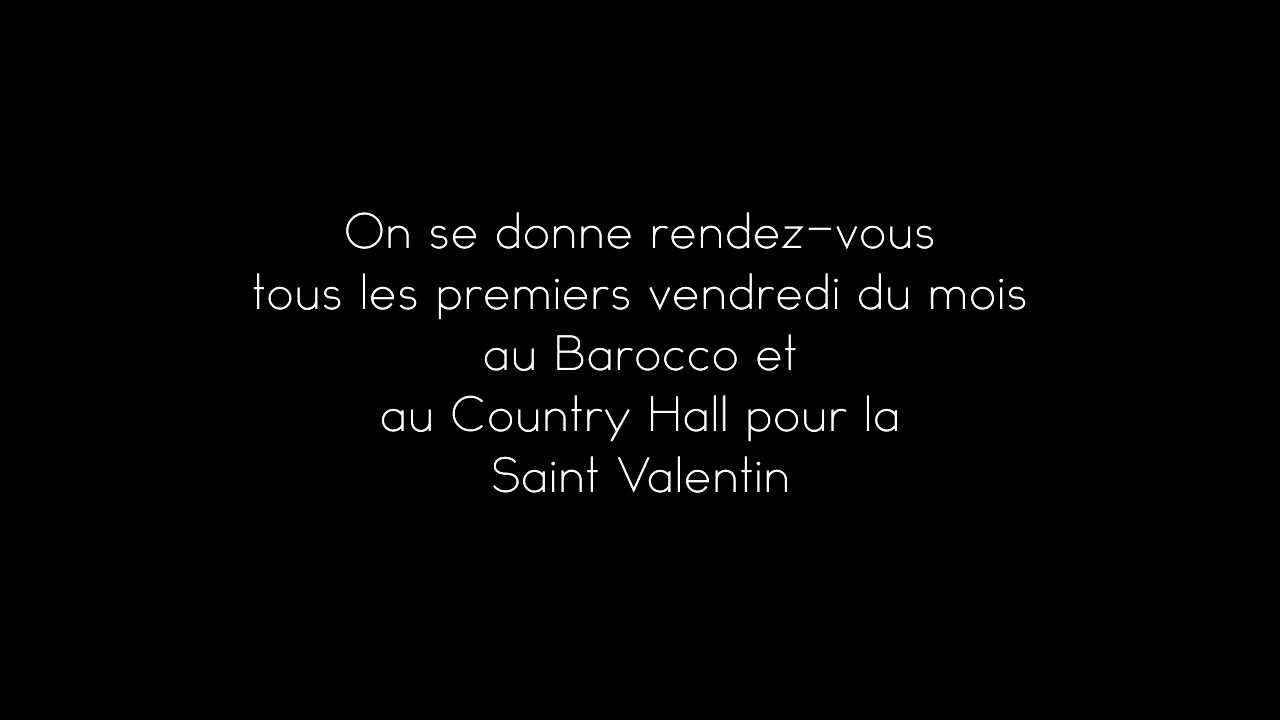 On se donne rendez-vous
tous les premiers vendredi du mois
au Barocco et
au Country Hall pour la
Saint Valentin